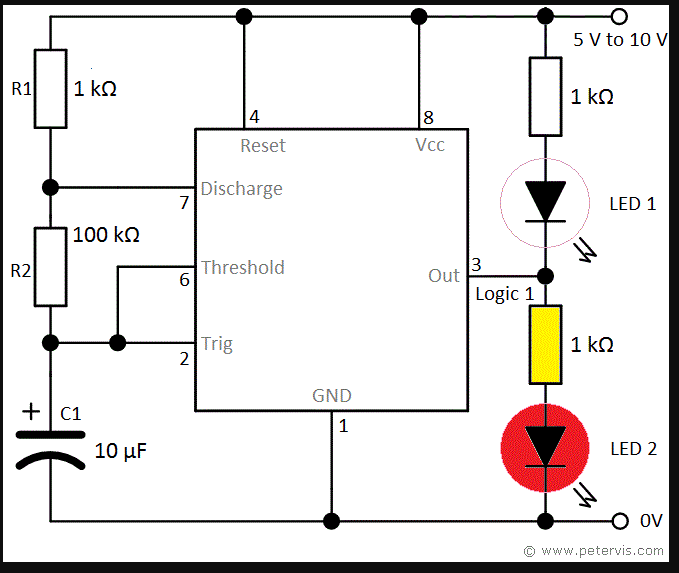 5 V to 10 V
R1
1 kΩ
1 kΩ
4
8
Reset
Vcc
7
Discharge
LED 1
100 kΩ
R2
6
Threshold
Out
3
Logic 1
2
Trig
1 kΩ
GND
+
C1
1
10 µF
LED 2
0V
© www.petervis.com